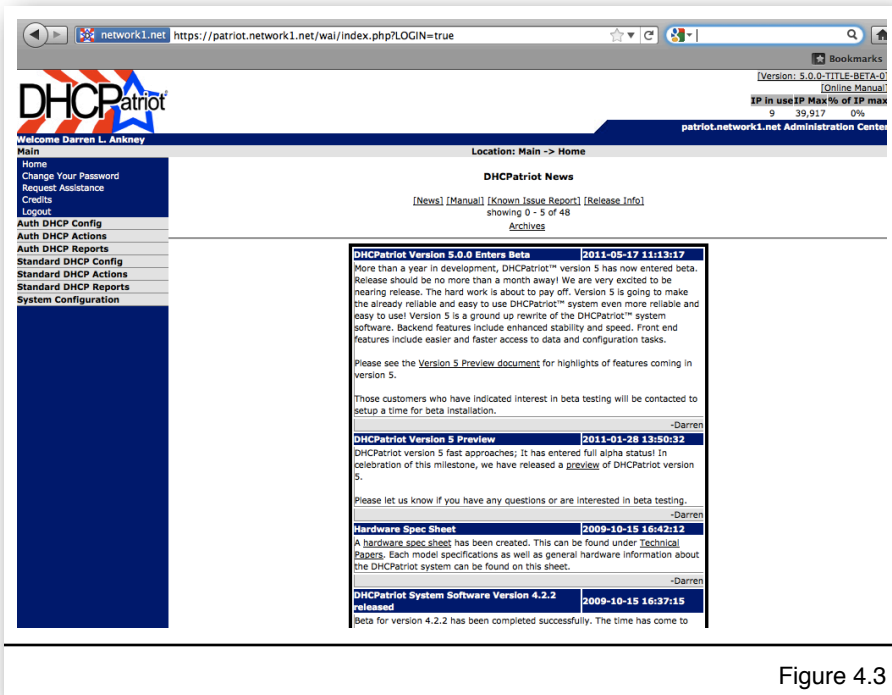 network1.net https://patriot.network1.net/wai/index.php?LOGIN=true
Bookmarks
DHCPatriot
[Version: 5.0.0-TITLE-BETA-0
[Online Manual]
IP in use IP Max % of IP max
9 39,917 0%
patriot.network1.net Administration Center
Welcome Darren L. Ankney
Main
Location: Main -> Home
Home
Change Your Password
Request Assistance
Credits
Logout
Auth DHCP Config
Auth DHCP Actions
Auth DHCP Reports
Standard DHCP Config
Standard DHCP Actions
Standard DHCP Reports
System Configuration
DHCPatriot News
[News] [Manual] [Known Issue Report] [Release Info]
showing 0 - 5 of 48
Archives
DHCPatriot Version 5.0.0 Enters Beta 2011-05-17 11:13:17
More than a year in development, DHCPatriot™ version 5 has now entered beta.
Release should be no more than a month away! We are very excited to be
nearing release. The hard work is about to pay off. Version 5 is going to make
the already reliable and easy to use DHCPatriot™ system even more reliable and
easy to use! Version 5 is a ground up rewrite of the DHCPatriot™ system
software. Backend features include enhanced stability and speed. Front end
features include easier and faster access to data and configuration tasks.
Please see the Version 5 Preview document for highlights of features coming in
version 5.
Those customers who have indicated interest in beta testing will be contacted to
setup a time for beta installation.
-Darren
DHCPatriot Version 5 Preview 2011-01-28 13:50:32
DHCPatriot version 5 fast approaches; It has entered full alpha status! In
celebration of this milestone, we have released a preview of DHCPatriot version
5.
Please let us know if you have any questions or are interested in beta testing.
-Darren
Hardware Spec Sheet 2009-10-15 16:42:12
A hardware spec sheet has been created. This can be found under Technical
Papers. Each model specifications as well as general hardware information about
the DHCPatriot system can be found on this sheet.
-Darren
DHCPatriot System Software Version 4.2.2
released 2009-10-15 16:37:15
Beta for version 4.2.2 has been completed successfully. The time has come to
Figure 4.3